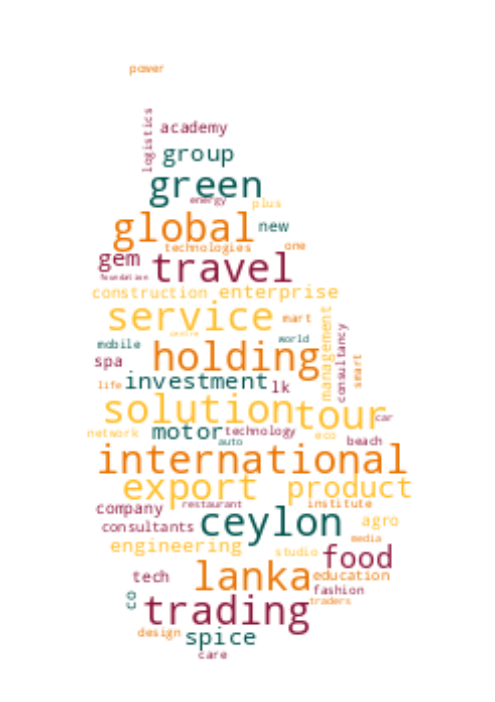 power
logistics
academy
group
green
energy plus
global new
technologies one
gem travel
foundation
construction enterprise
service mart
management
consultancy
smart
centre
mobile world
spa holding
life investment lk
solution tour car
network motor technology eco
auto beach
international
export product
company restaurant institute
consultants ceylon agro
engineering studio media
food
tech lanka education
fashion
co trading traders
design spice
care